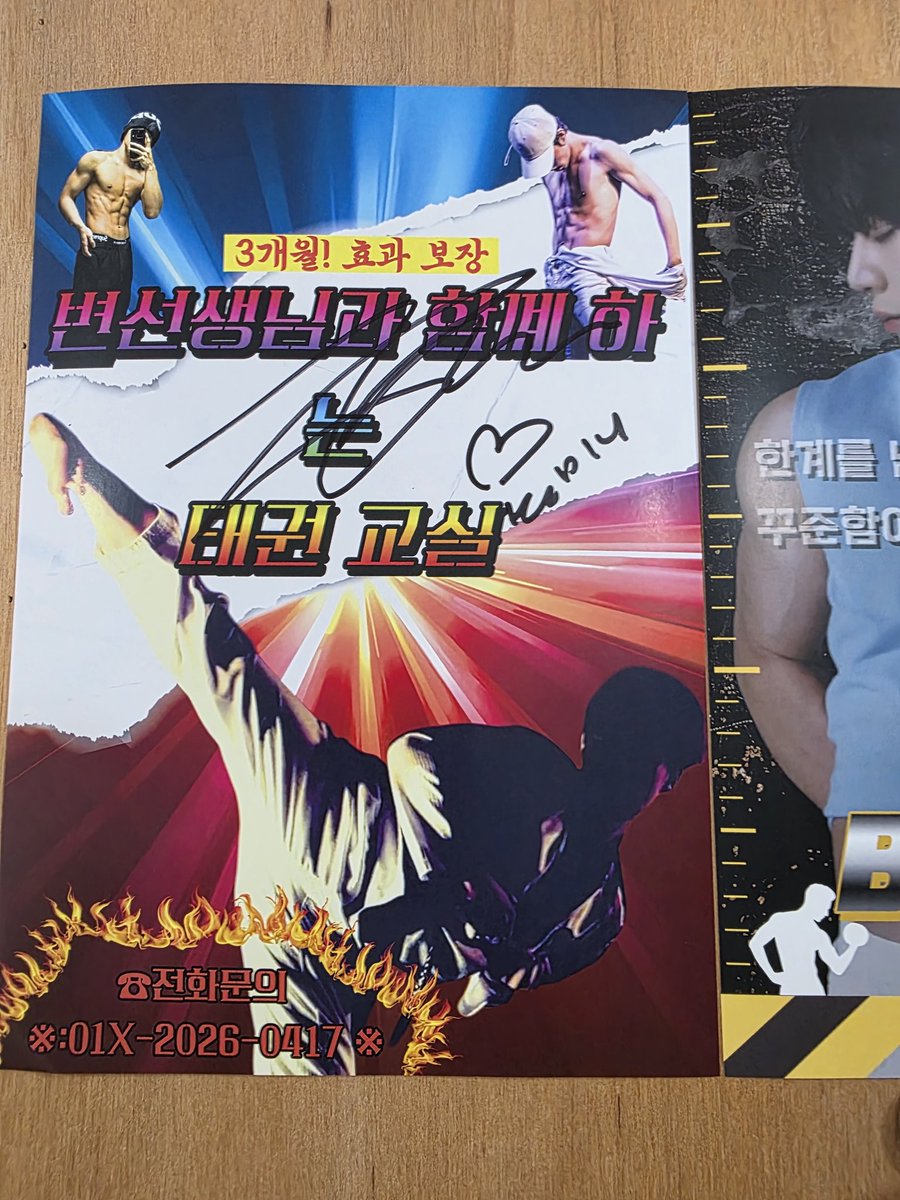 3개월! 효과 보장
변선생님과 함께 하
는
태권 교실
☎전화문의
※:01X-2026-0417 ※
한계를
꾸준함이
B